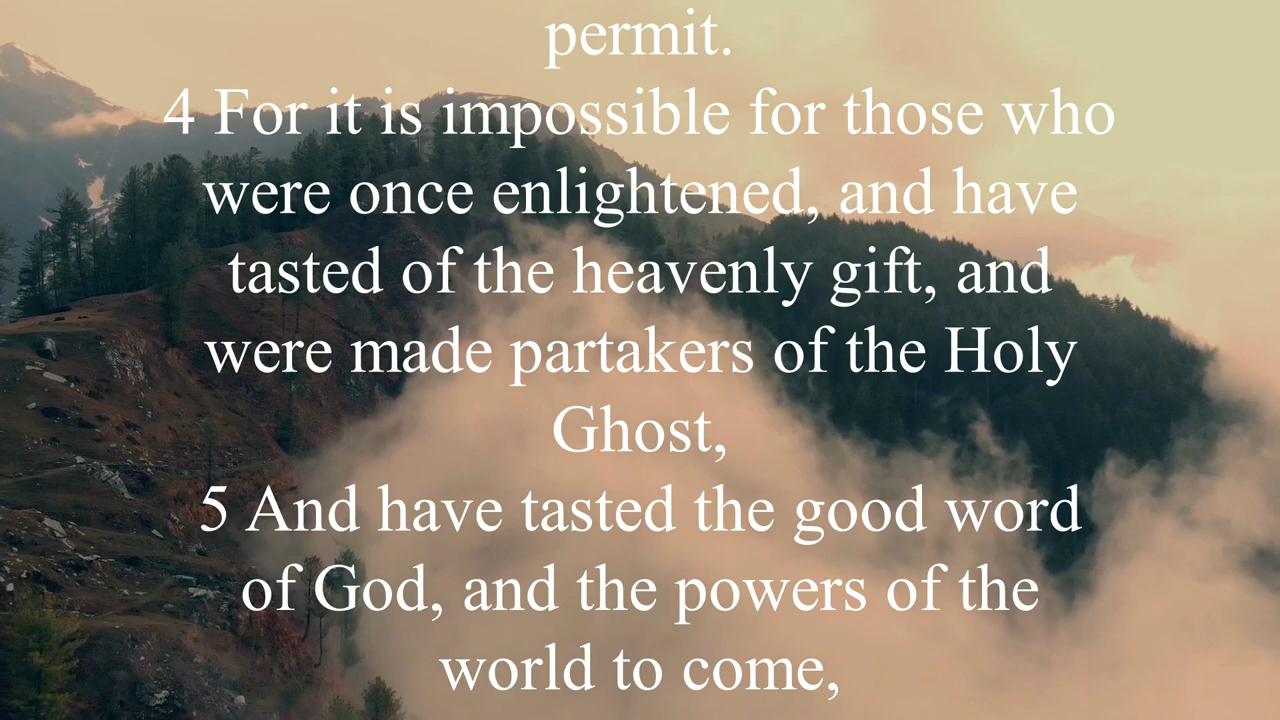 permit.
4 For it is impossible for those who
were once enlightened, and have
tasted of the heavenly gift, and
were made partakers of the Holy
Ghost,
5 And have tasted the good word
of God, and the powers of the
world to come,